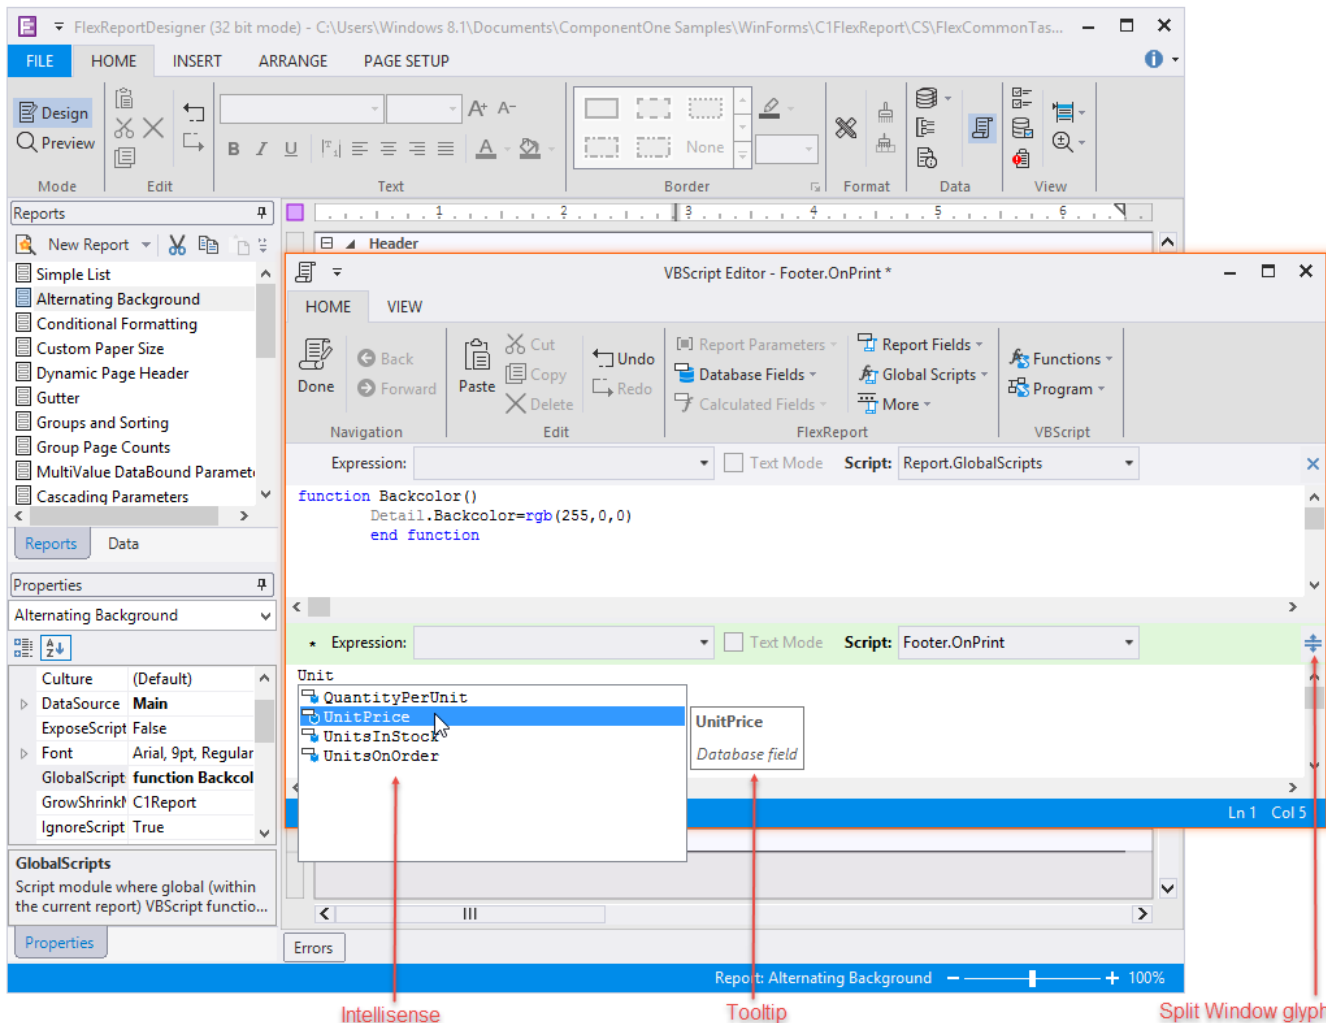 FlexReportDesigner (32 bit mode) - C:\Users\Windows 8.1\Documents\ComponentOne Samples\WinForms\C1FlexReport\CS\FlexCommonTas...
FILE HOME INSERT ARRANGE PAGE SETUP
Design
Preview
A+ A-
B I U
A
None
Mode Edit Text Border Format Data View
Reports
New Report
1 2 3 4 5 6
Header
Simple List
Alternating Background
Conditional Formatting
Custom Paper Size
Dynamic Page Header
Gutter
Groups and Sorting
Group Page Counts
MultiValue DataBound Paramet
Cascading Parameters
Reports Data
Properties
Alternating Background
Culture (Default)
DataSource Main
ExposeScript False
Font Arial, 9pt, Regular
GlobalScript function Backcol
GrowShrink C1Report
IgnoreScript True
GlobalScripts
Script module where global (within
the current report) VBScript functio...
Properties
VBScript Editor - Footer.OnPrint *
HOME VIEW
Done
Back
Forward
Paste
Cut
Copy
Delete
Undo
Redo
Report Parameters
Database Fields
Calculated Fields
Report Fields
Global Scripts
More
Functions
Program
Navigation Edit FlexReport VBScript
Expression: Text Mode Script: Report.GlobalScripts
function Backcolor()
Detail.Backcolor=rgb(255,0,0)
end function
* Expression: Text Mode Script: Footer.OnPrint
Unit
QuantityPerUnit
UnitPrice
UnitsInStock
UnitsOnOrder
UnitPrice
Database field
Ln 1 Col 5
Errors
Report: Alternating Background 100%
Intellisense Tooltip Split Window glyph